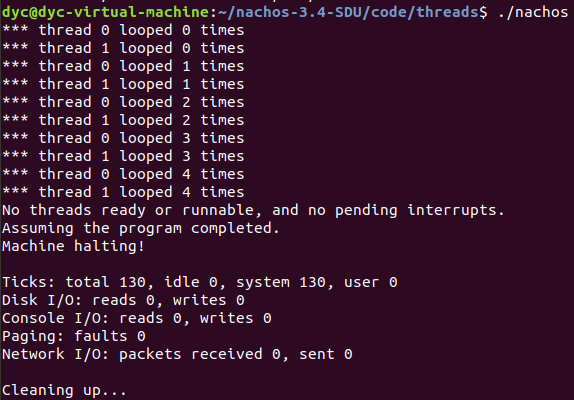 dyc@dyc-virtual-machine:~/nachos-3.4-SDU/code/threads$ ./nachos
*** thread 0 looped 0 times
*** thread 1 looped 0 times
*** thread 0 looped 1 times
*** thread 1 looped 1 times
*** thread 0 looped 2 times
*** thread 1 looped 2 times
*** thread 0 looped 3 times
*** thread 1 looped 3 times
*** thread 0 looped 4 times
*** thread 1 looped 4 times
No threads ready or runnable, and no pending interrupts.
Assuming the program completed.
Machine halting!

Ticks: total 130, idle 0, system 130, user 0
Disk I/O: reads 0, writes 0
Console I/O: reads 0, writes 0
Paging: faults 0
Network I/O: packets received 0, sent 0

Cleaning up...